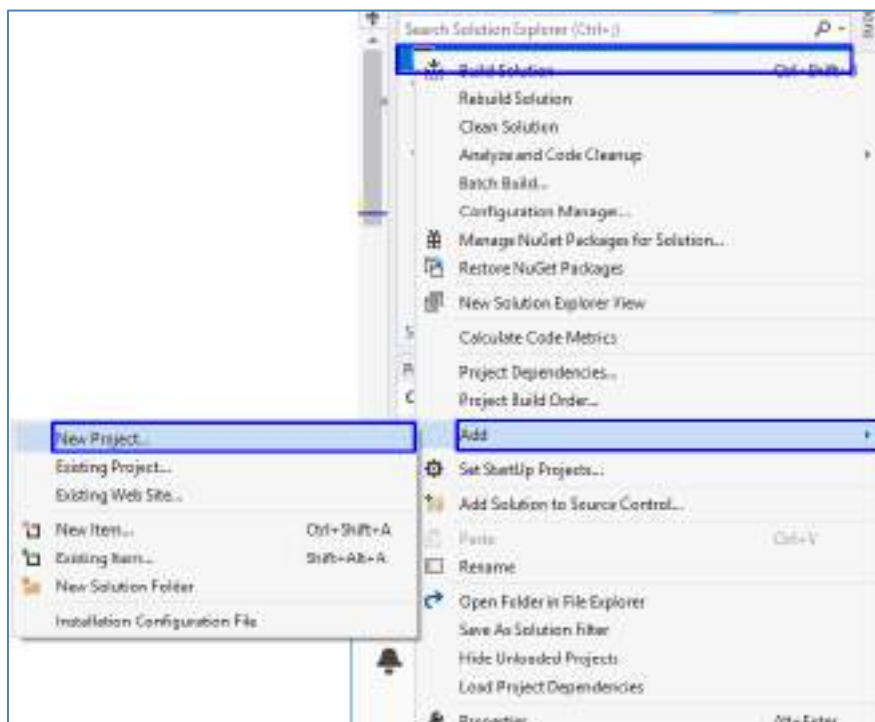 Search Solution Explorer (Ctrl+;)
Build Solution Ctrl+Shift+
Rebuild Solution
Clean Solution
Analyze and Code Cleanup
Batch Build...
Configuration Manager...
Manage NuGet Packages for Solution...
Restore NuGet Packages
New Solution Explorer View
Calculate Code Metrics
Project Dependencies...
Project Build Order...
Add
New Project...
Existing Project...
Existing Web Site...
New Item... Ctrl+Shift+A
Existing Item... Shift+Alt+A
New Solution Folder
Installation Configuration File
Set StartUp Projects...
Add Solution to Source Control...
Paste Ctrl+V
Rename
Open Folder in File Explorer
Save As Solution Filter
Hide Unloaded Projects
Load Project Dependencies
Properties Alt+Enter